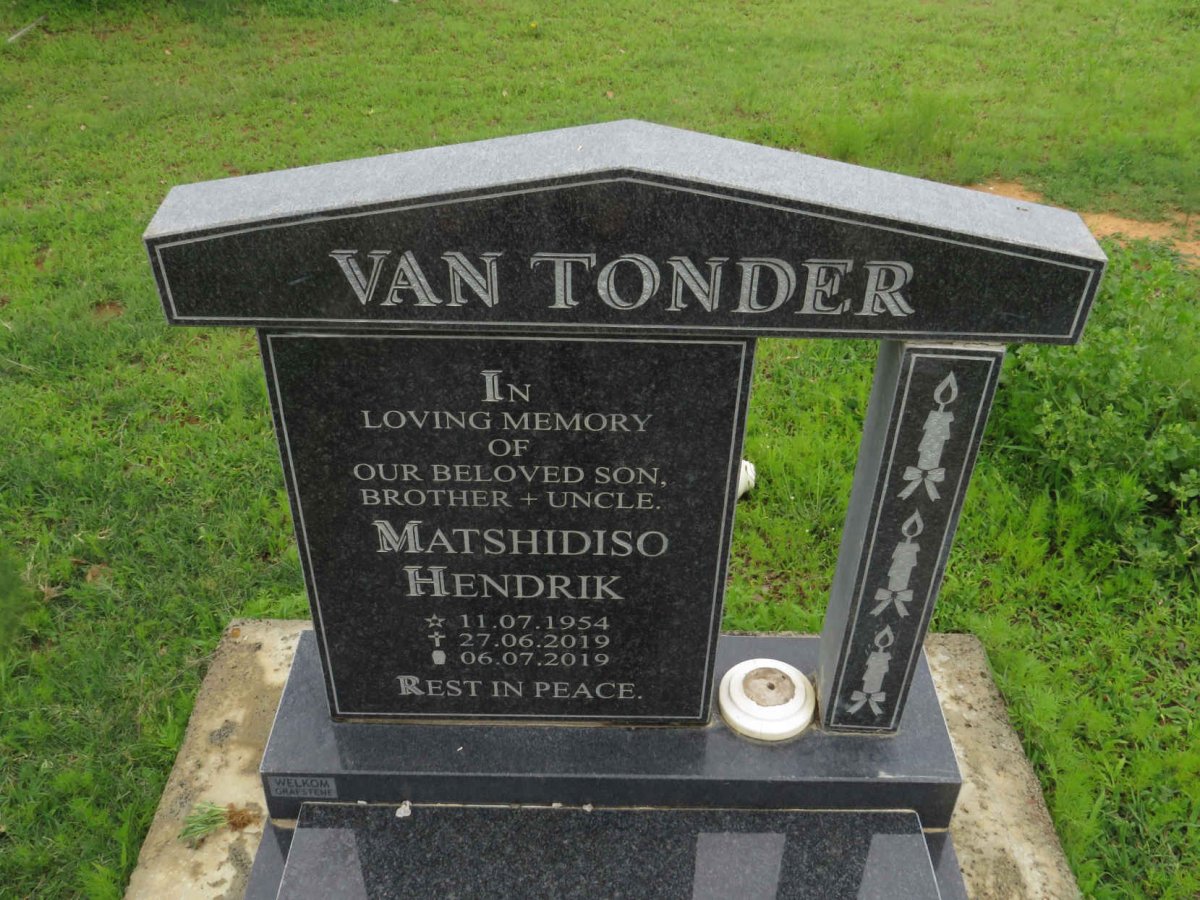 VAN TONDER
IN
LOVING MEMORY
OF
OUR BELOVED SON,
BROTHER + UNCLE.
MATSHIDISO
HENDRIK
☆ 11.07.1954
✝ 27.06.2019
06.07.2019
REST IN PEACE.
WELKOM
GRAFSTENE